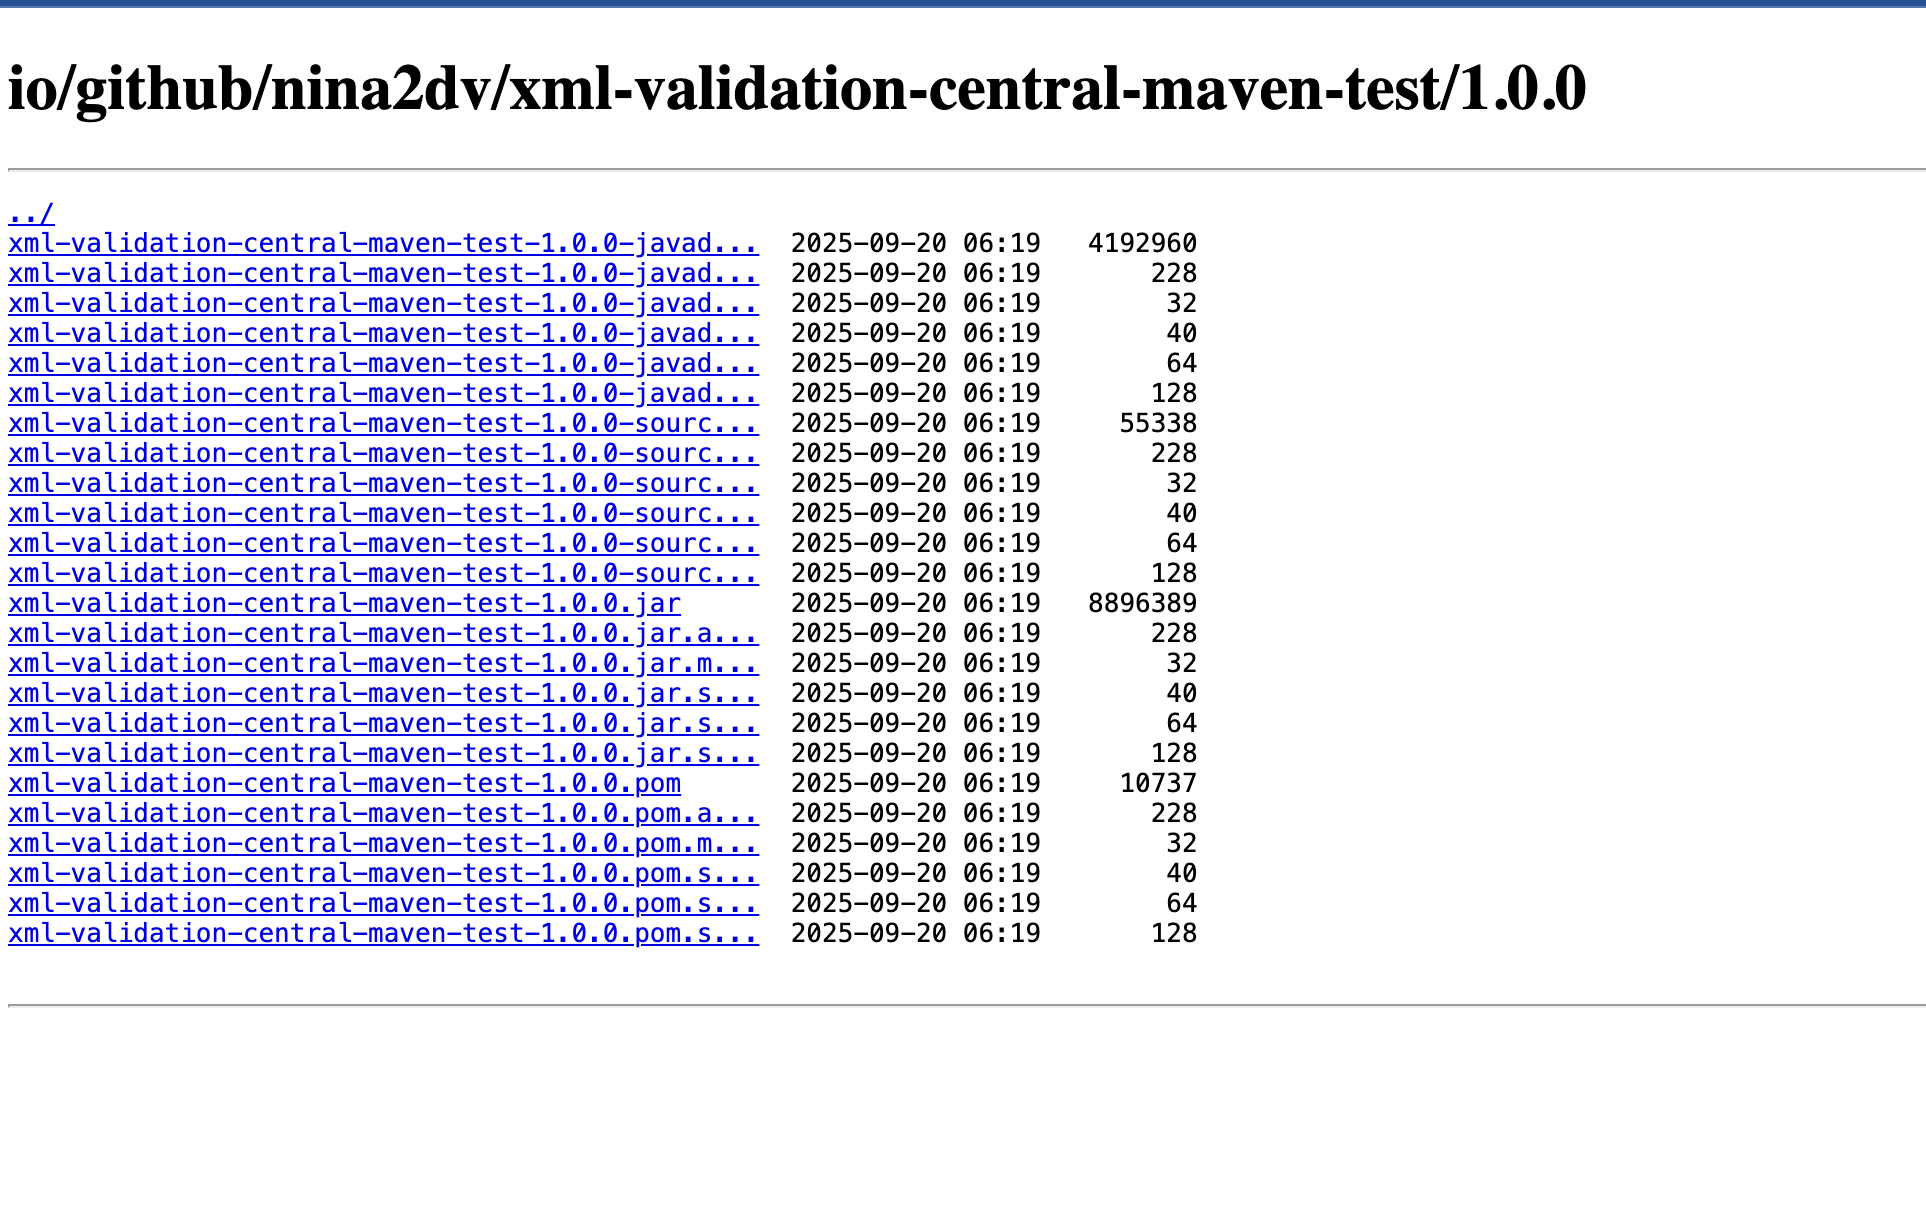 io/github/nina2dv/xml-validation-central-maven-test/1.0.0
../
xml-validation-central-maven-test-1.0.0-javad... 2025-09-20 06:19 4192960
xml-validation-central-maven-test-1.0.0-javad... 2025-09-20 06:19 228
xml-validation-central-maven-test-1.0.0-javad... 2025-09-20 06:19 32
xml-validation-central-maven-test-1.0.0-javad... 2025-09-20 06:19 40
xml-validation-central-maven-test-1.0.0-javad... 2025-09-20 06:19 64
xml-validation-central-maven-test-1.0.0-javad... 2025-09-20 06:19 128
xml-validation-central-maven-test-1.0.0-sourc... 2025-09-20 06:19 55338
xml-validation-central-maven-test-1.0.0-sourc... 2025-09-20 06:19 228
xml-validation-central-maven-test-1.0.0-sourc... 2025-09-20 06:19 32
xml-validation-central-maven-test-1.0.0-sourc... 2025-09-20 06:19 40
xml-validation-central-maven-test-1.0.0-sourc... 2025-09-20 06:19 64
xml-validation-central-maven-test-1.0.0-sourc... 2025-09-20 06:19 128
xml-validation-central-maven-test-1.0.0.jar 2025-09-20 06:19 8896389
xml-validation-central-maven-test-1.0.0.jar.a... 2025-09-20 06:19 228
xml-validation-central-maven-test-1.0.0.jar.m... 2025-09-20 06:19 32
xml-validation-central-maven-test-1.0.0.jar.s... 2025-09-20 06:19 40
xml-validation-central-maven-test-1.0.0.jar.s... 2025-09-20 06:19 64
xml-validation-central-maven-test-1.0.0.jar.s... 2025-09-20 06:19 128
xml-validation-central-maven-test-1.0.0.pom 2025-09-20 06:19 10737
xml-validation-central-maven-test-1.0.0.pom.a... 2025-09-20 06:19 228
xml-validation-central-maven-test-1.0.0.pom.m... 2025-09-20 06:19 32
xml-validation-central-maven-test-1.0.0.pom.s... 2025-09-20 06:19 40
xml-validation-central-maven-test-1.0.0.pom.s... 2025-09-20 06:19 64
xml-validation-central-maven-test-1.0.0.pom.s... 2025-09-20 06:19 128